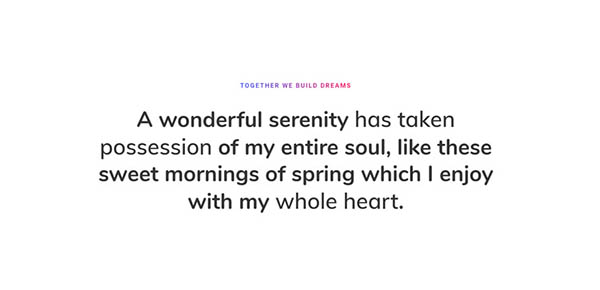 TOGETHER WE BUILD DREAMS
A wonderful serenity has taken
possession of my entire soul, like these
sweet mornings of spring which I enjoy
with my whole heart.